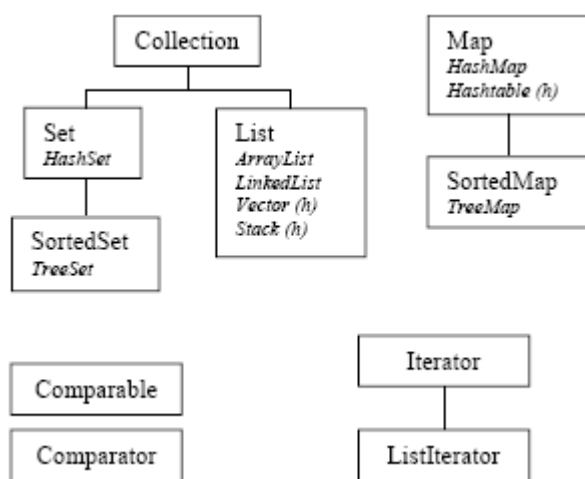 Collection
Set
HashSet
SortedSet
TreeSet
List
ArrayList
LinkedList
Vector (h)
Stack (h)
Map
HashMap
Hashtable (h)
SortedMap
TreeMap
Comparable
Comparator
Iterator
ListIterator